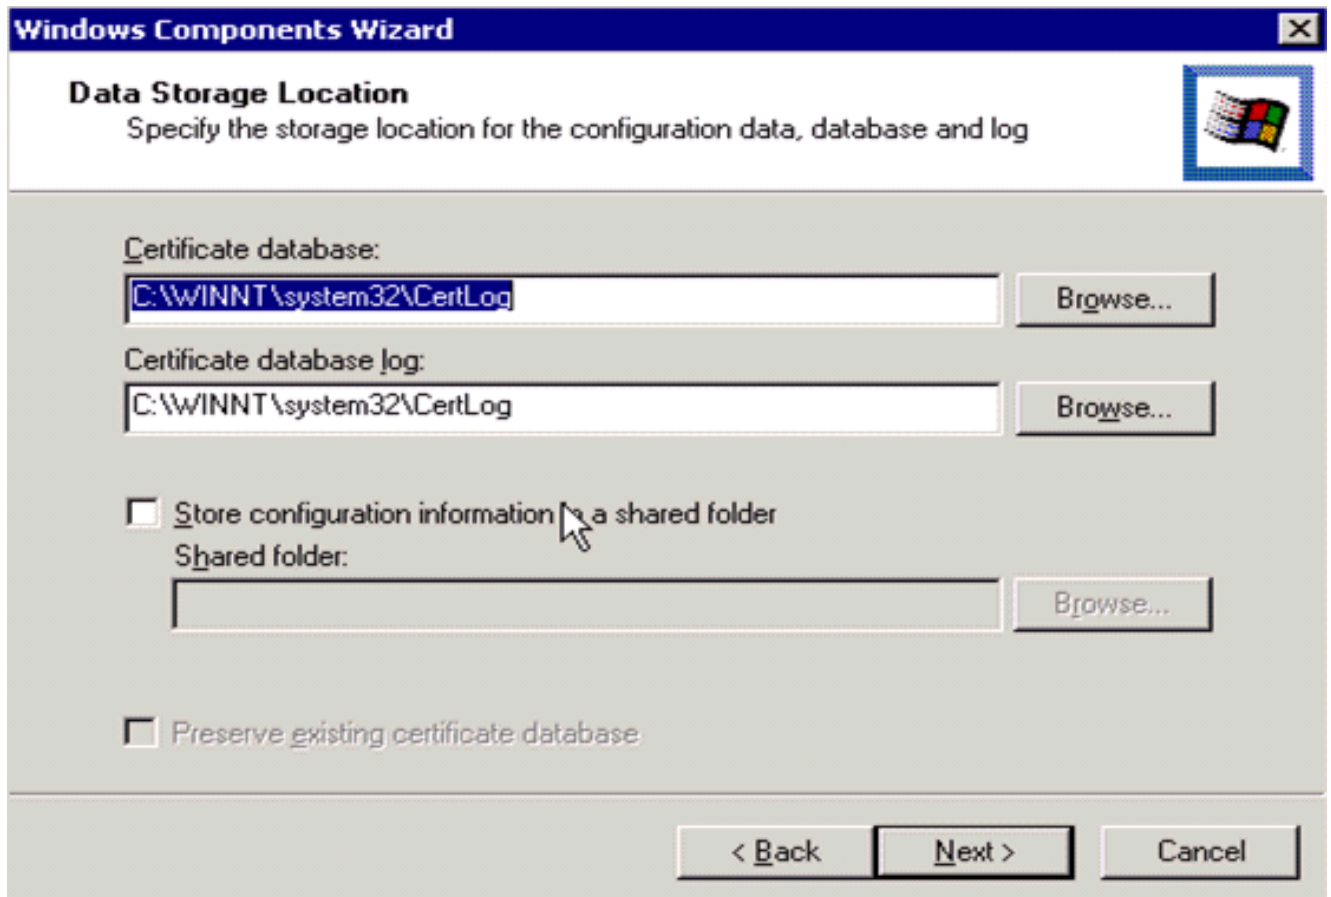 Windows Components Wizard
Data Storage Location
Specify the storage location for the configuration data, database and log
Certificate database:
C:\WINNT\system32\CertLog
Browse...
Certificate database log:
C:\WINNT\system32\CertLog
Browse...
Store configuration information a shared folder
Shared folder:
Browse...
Preserve existing certificate database
< Back
Next >
Cancel